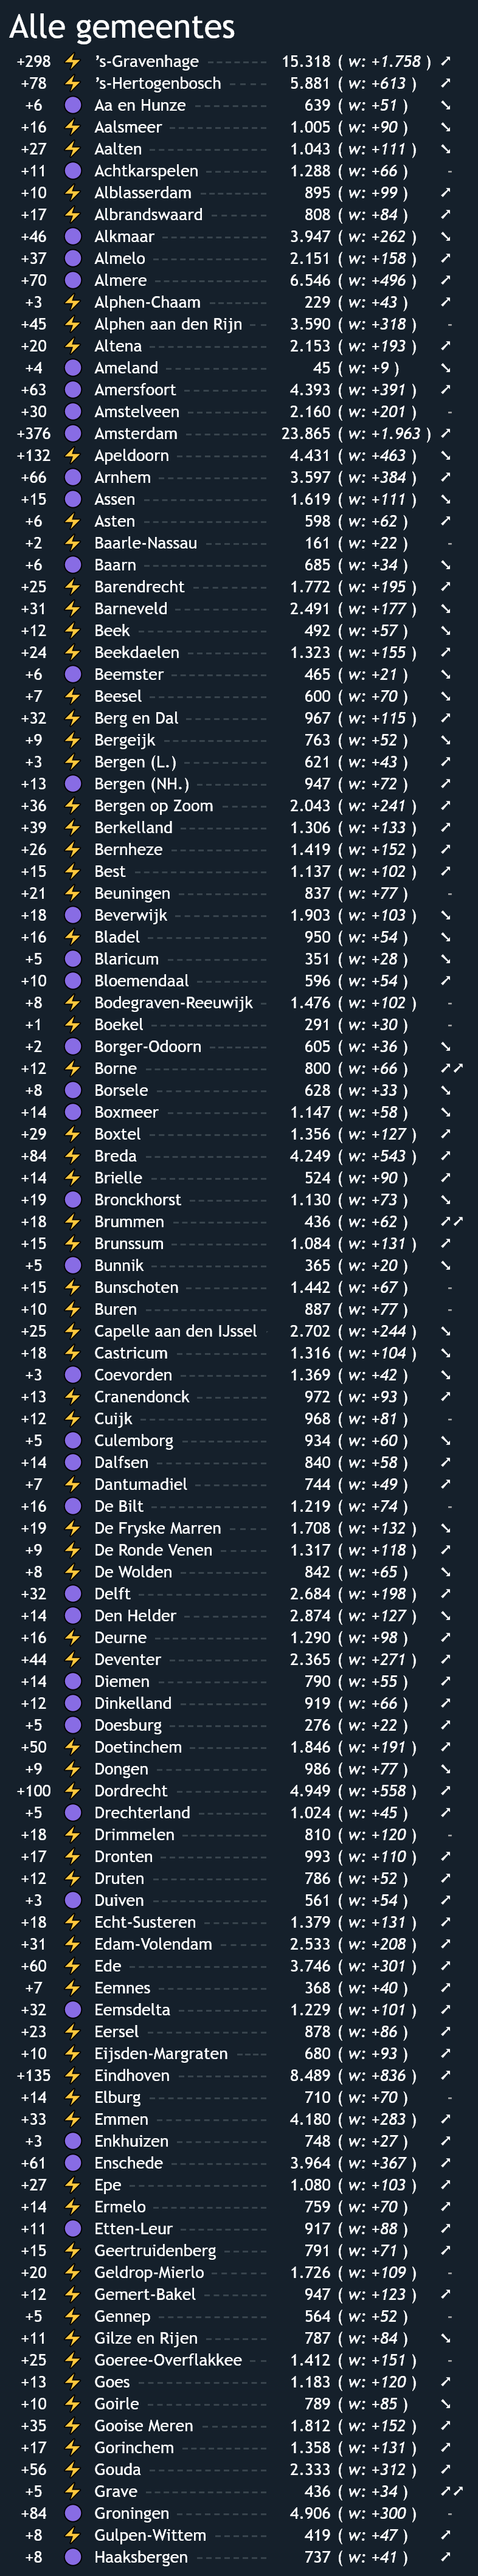 Alle gemeentes
+298 's-Gravenhage 15.318 ( w: +1.758 )
+78 's-Hertogenbosch 5.881 ( w: +613 )
+6 Aa en Hunze 639 ( w: +51 )
+16 Aalsmeer 1.005 ( w: +90 )
+27 Aalten 1.043 ( w: +111 )
+11 Achtkarspelen 1.288 ( w: +66 ) -
+10 Alblasserdam 895 ( w: +99 )
+17 Albrandswaard 808 ( w: +84 )
+46 Alkmaar 3.947 ( w: +262 )
+37 Almelo 2.151 ( w: +158 )
+70 Almere 6.546 ( w: +496 )
+3 Alphen-Chaam 229 ( w: +43 )
+45 Alphen aan den Rijn 3.590 ( w: +318 ) -
+20 Altena 2.153 ( w: +193 )
+4 Ameland 45 ( w: +9 )
+63 Amersfoort 4.393 ( w: +391 )
+30 Amstelveen 2.160 ( w: +201 ) -
+376 Amsterdam 23.865 ( w: +1.963 )
+132 Apeldoorn 4.431 ( w: +463 )
+66 Arnhem 3.597 ( w: +384 )
+15 Assen 1.619 ( w: +111 )
+6 Asten 598 ( w: +62 )
+2 Baarle-Nassau 161 ( w: +22 ) -
+6 Baarn 685 ( w: +34 )
+25 Barendrecht 1.772 ( w: +195 )
+31 Barneveld 2.491 ( w: +177 )
+12 Beek 492 ( w: +57 )
+24 Beekdaelen 1.323 ( w: +155 )
+6 Beemster 465 ( w: +21 )
+7 Beesel 600 ( w: +70 )
+32 Berg en Dal 967 ( w: +115 )
+9 Bergeijk 763 ( w: +52 )
+3 Bergen (L.) 621 ( w: +43 )
+13 Bergen (NH.) 947 ( w: +72 )
+36 Bergen op Zoom 2.043 ( w: +241 )
+39 Berkelland 1.306 ( w: +133 )
+26 Bernheze 1.419 ( w: +152 )
+15 Best 1.137 ( w: +102 )
+21 Beuningen 837 ( w: +77 ) -
+18 Beverwijk 1.903 ( w: +103 )
+16 Bladel 950 ( w: +54 )
+5 Blaricum 351 ( w: +28 )
+10 Bloemendaal 596 ( w: +54 )
+8 Bodegraven-Reeuwijk 1.476 ( w: +102 ) -
+1 Boekel 291 ( w: +30 ) -
+2 Borger-Odoorn 605 ( w: +36 )
+12 Borne 800 ( w: +66 )
+8 Borsele 628 ( w: +33 )
+14 Boxmeer 1.147 ( w: +58 )
+29 Boxtel 1.356 ( w: +127 )
+84 Breda 4.249 ( w: +543 )
+14 Brielle 524 ( w: +90 )
+19 Bronckhorst 1.130 ( w: +73 )
+18 Brummen 436 ( w: +62 )
+15 Brunssum 1.084 ( w: +131 )
+5 Bunnik 365 ( w: +20 )
+15 Bunschoten 1.442 ( w: +67 ) -
+10 Buren 887 ( w: +77 ) -
+25 Capelle aan den IJssel 2.702 ( w: +244 )
+18 Castricum 1.316 ( w: +104 )
+3 Coevorden 1.369 ( w: +42 )
+13 Cranendonck 972 ( w: +93 )
+12 Cuijk 968 ( w: +81 ) -
+5 Culemborg 934 ( w: +60 )
+14 Dalfsen 840 ( w: +58 )
+7 Dantumadiel 744 ( w: +49 )
+16 De Bilt 1.219 ( w: +74 ) -
+19 De Fryske Marren 1.708 ( w: +132 )
+9 De Ronde Venen 1.317 ( w: +118 )
+8 De Wolden 842 ( w: +65 )
+32 Delft 2.684 ( w: +198 )
+14 Den Helder 2.874 ( w: +127 )
+16 Deurne 1.290 ( w: +98 )
+44 Deventer 2.365 ( w: +271 )
+14 Diemen 790 ( w: +55 )
+12 Dinkelland 919 ( w: +66 )
+5 Doesburg 276 ( w: +22 )
+50 Doetinchem 1.846 ( w: +191 )
+9 Dongen 986 ( w: +77 )
+100 Dordrecht 4.949 ( w: +558 )
+5 Drechterland 1.024 ( w: +45 )
+18 Drimmelen 810 ( w: +120 ) -
+17 Dronten 993 ( w: +110 )
+12 Druten 786 ( w: +52 )
+3 Duiven 561 ( w: +54 )
+18 Echt-Susteren 1.379 ( w: +131 )
+31 Edam-Volendam 2.533 ( w: +208 )
+60 Ede 3.746 ( w: +301 )
+7 Eemnes 368 ( w: +40 )
+32 Eemsdelta 1.229 ( w: +101 )
+23 Eersel 878 ( w: +86 )
+10 Eijsden-Margraten 680 ( w: +93 )
+135 Eindhoven 8.489 ( w: +836 )
+14 Elburg 710 ( w: +70 ) -
+33 Emmen 4.180 ( w: +283 )
+3 Enkhuizen 748 ( w: +27 )
+61 Enschede 3.964 ( w: +367 )
+27 Epe 1.080 ( w: +103 )
+14 Ermelo 759 ( w: +70 )
+11 Etten-Leur 917 ( w: +88 )
+15 Geertruidenberg 791 ( w: +71 )
+20 Geldrop-Mierlo 1.726 ( w: +109 ) -
+12 Gemert-Bakel 947 ( w: +123 )
+5 Gennep 564 ( w: +52 ) -
+11 Gilze en Rijen 787 ( w: +84 )
+25 Goeree-Overflakkee 1.412 ( w: +151 ) -
+13 Goes 1.183 ( w: +120 )
+10 Goirle 789 ( w: +85 )
+35 Gooise Meren 1.812 ( w: +152 )
+17 Gorinchem 1.358 ( w: +131 )
+56 Gouda 2.333 ( w: +312 )
+5 Grave 436 ( w: +34 )
+84 Groningen 4.906 ( w: +300 ) -
+8 Gulpen-Wittem 419 ( w: +47 )
+8 Haaksbergen 737 ( w: +41 )